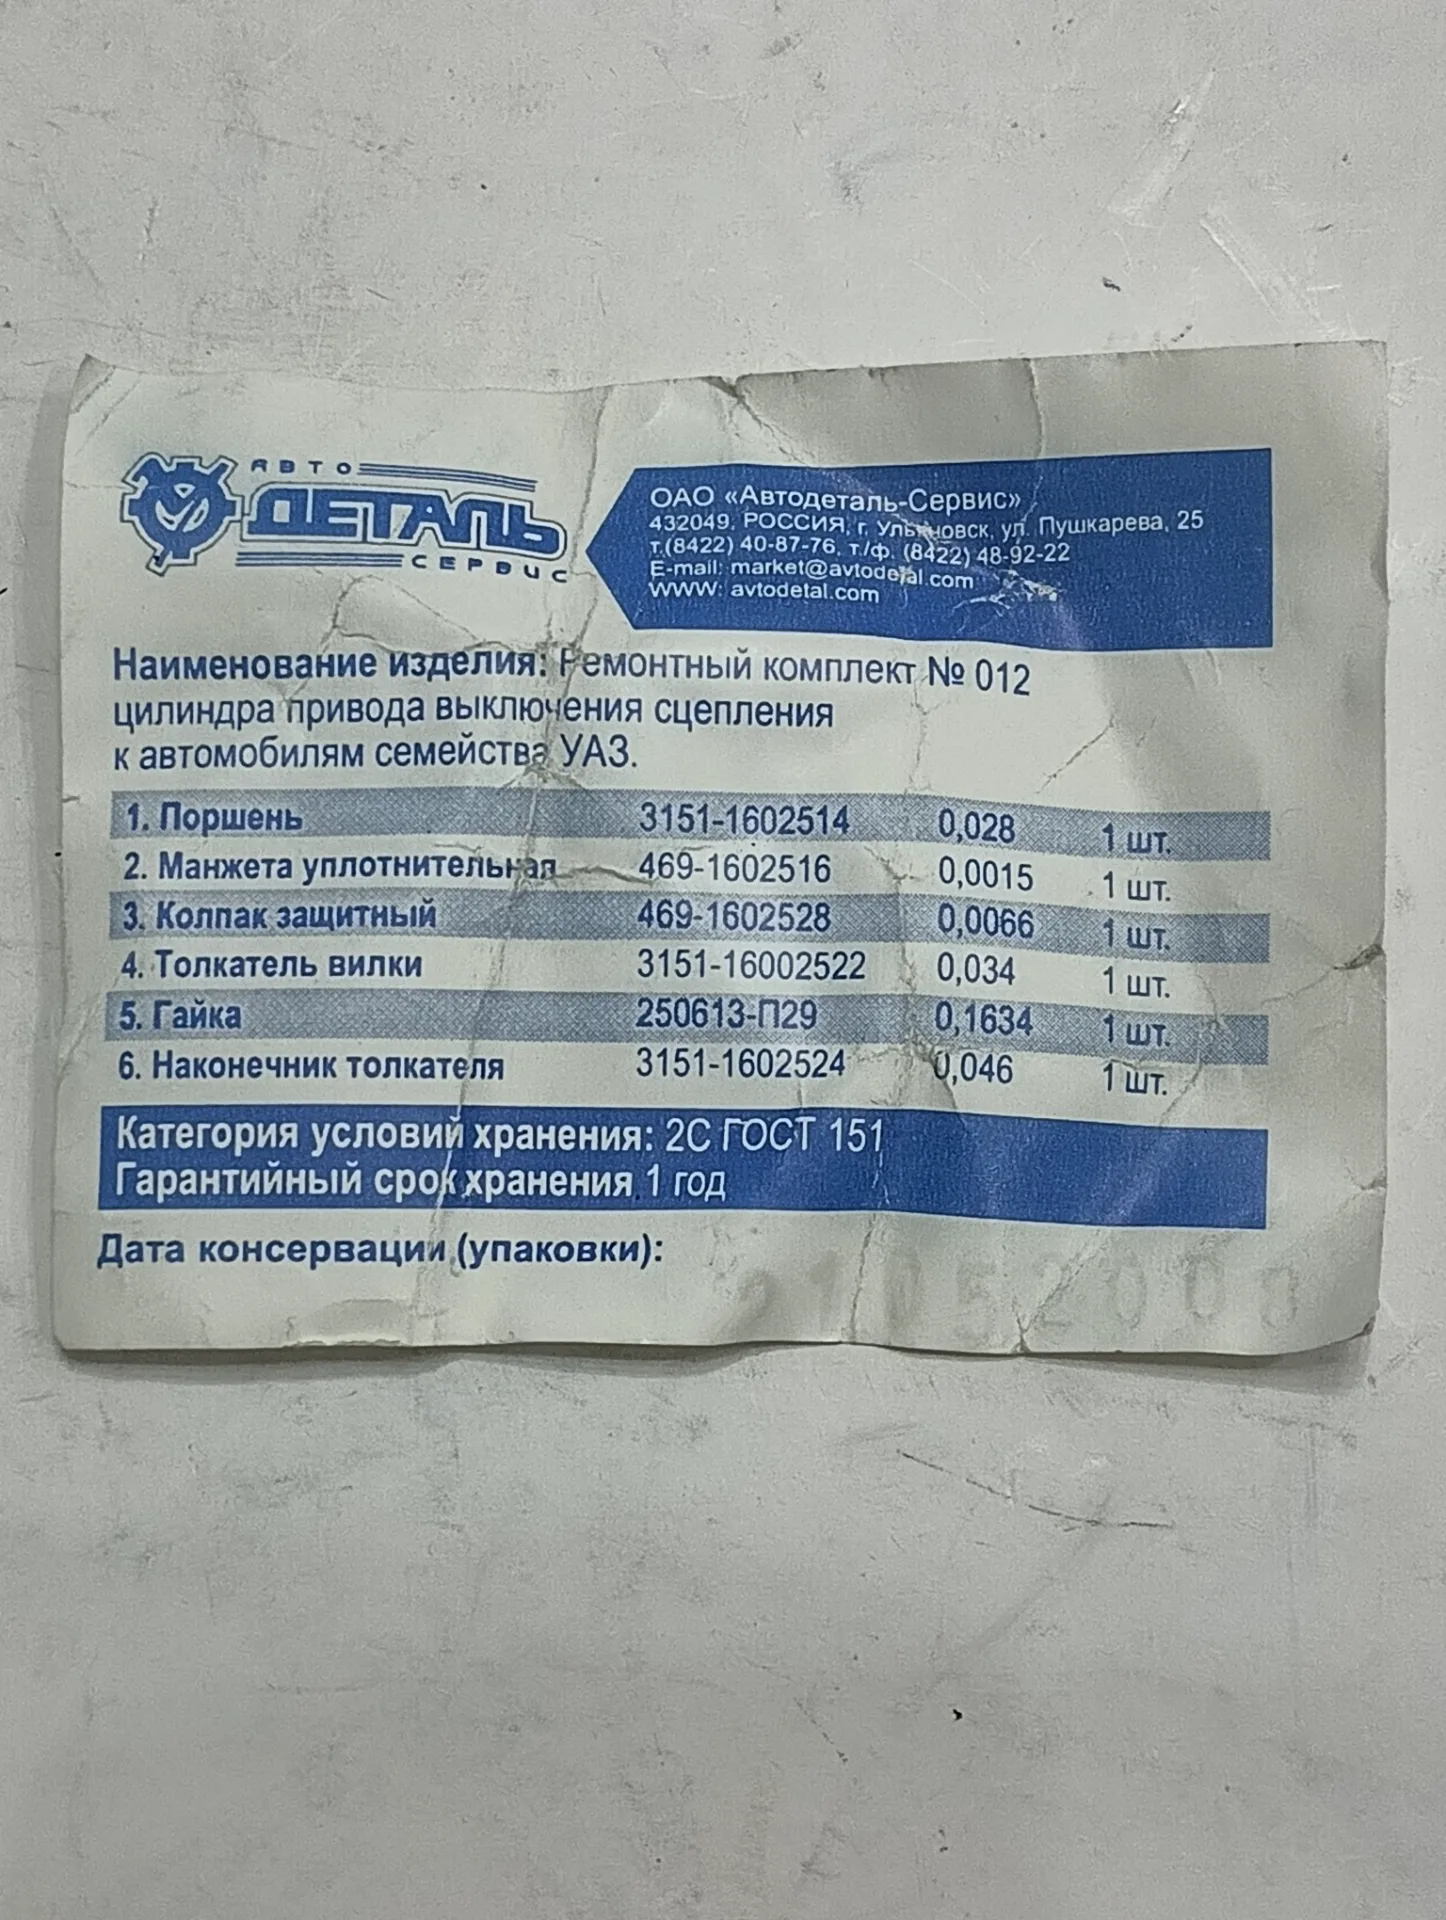 АВТО
ДЕТАЛЬ
СЕРВИС
ОАО «Автодеталь-Сервис»
432049, РОССИЯ, г. Ульяновск, ул. Пушкарева, 25
т.(8422) 40-87-76, т/ф. (8422) 48-92-22
E-mail: market@avtodetal.com
WWW: avtodetal.com
Наименование изделия: Ремонтный комплект № 012
цилиндра привода выключения сцепления
к автомобилям семейства УАЗ.
1. Поршень 3151-1602514 0,028 1 шт.
2. Манжета уплотнительная 469-1602516 0,0015 1 шт.
3. Колпак защитный 469-1602528 0,0066 1 шт.
4. Толкатель вилки 3151-16002522 0,034 1 шт.
5. Гайка 250613-П29 0,1634 1 шт.
6. Наконечник толкателя 3151-1602524 0,046 1 шт.
Категория условий хранения: 2С ГОСТ 151
Гарантийный срок хранения 1 год
Дата консервации (упаковки):